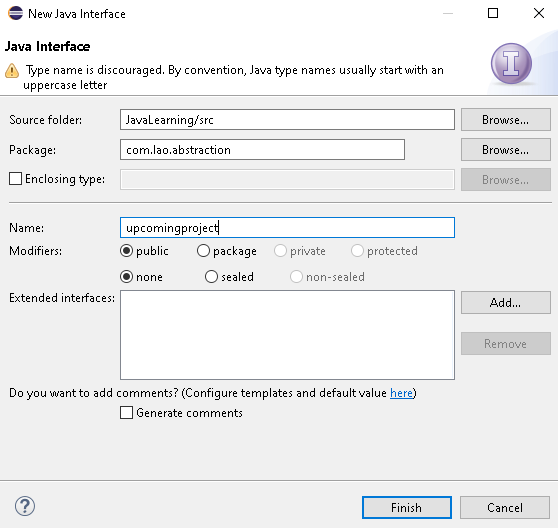 New Java Interface
Java Interface
Type name is discouraged. By convention, Java type names usually start with an
uppercase letter
Source folder: JavaLearning/src Browse...
Package: com.lao.abstraction Browse...
Enclosing type: Browse...
Name: upcomingproject
Modifiers: public package private protected
none sealed non-sealed
Extended interfaces: Add...
Remove
Do you want to add comments? (Configure templates and default value here)
Generate comments
? Finish Cancel